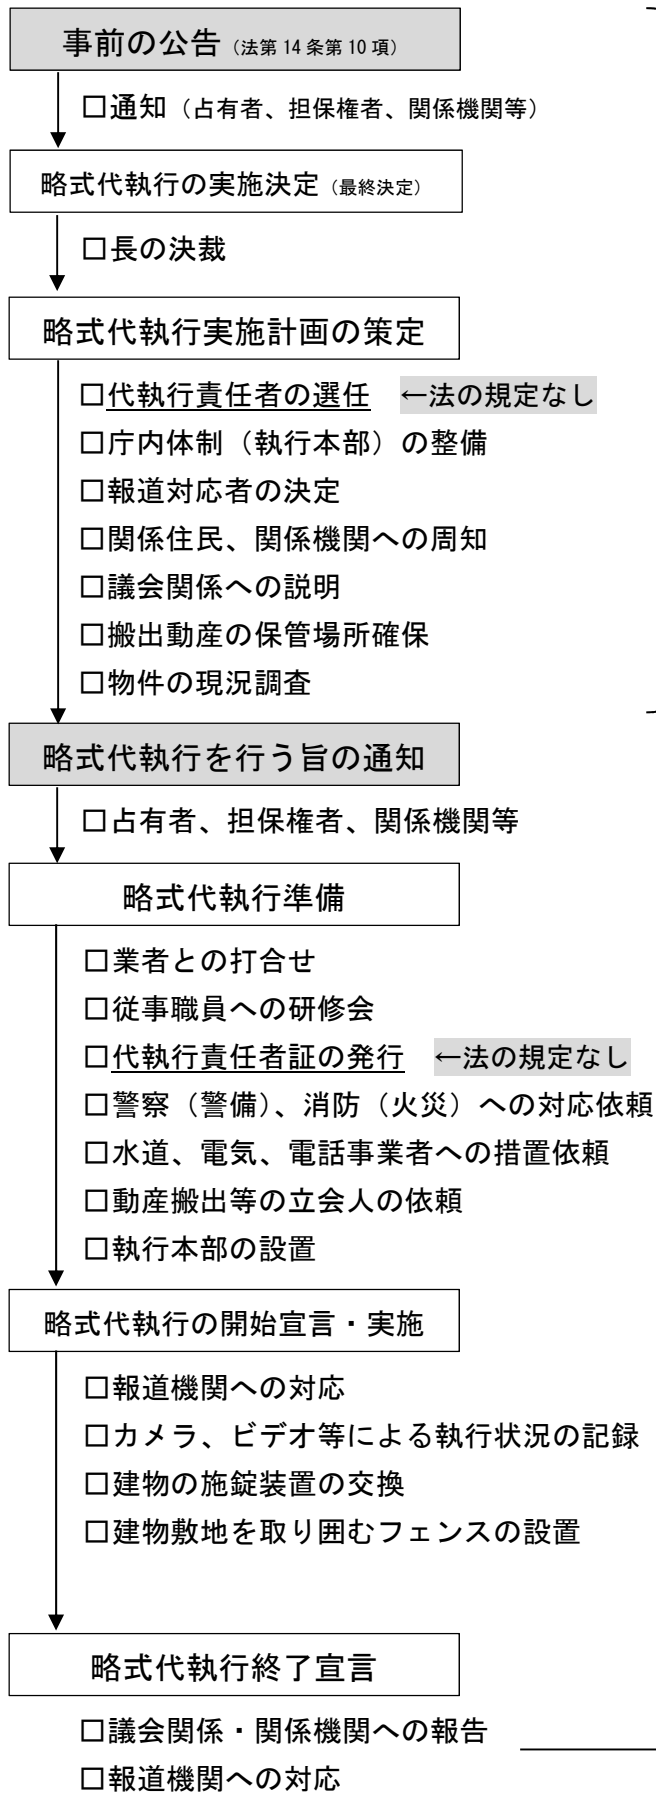 事前の公告（法第14条第10項）
□通知（占有者、担保権者、関係機関等）
略式代執行の実施決定（最終決定）
□長の決裁
略式代執行実施計画の策定
□代執行責任者の選任　←法の規定なし
□庁内体制（執行本部）の整備
□報道対応者の決定
□関係住民、関係機関への周知
□議会関係への説明
□搬出動産の保管場所確保
□物件の現況調査
略式代執行を行う旨の通知
□占有者、担保権者、関係機関等
略式代執行準備
□業者との打合せ
□従事職員への研修会
□代執行責任者証の発行　←法の規定なし
□警察（警備）、消防（火災）への対応依頼
□水道、電気、電話事業者への措置依頼
□動産搬出等の立会人の依頼
□執行本部の設置
略式代執行の開始宣言・実施
□報道機関への対応
□カメラ、ビデオ等による執行状況の記録
□建物の施錠装置の交換
□建物敷地を取り囲むフェンスの設置
略式代執行終了宣言
□議会関係・関係機関への報告
□報道機関への対応